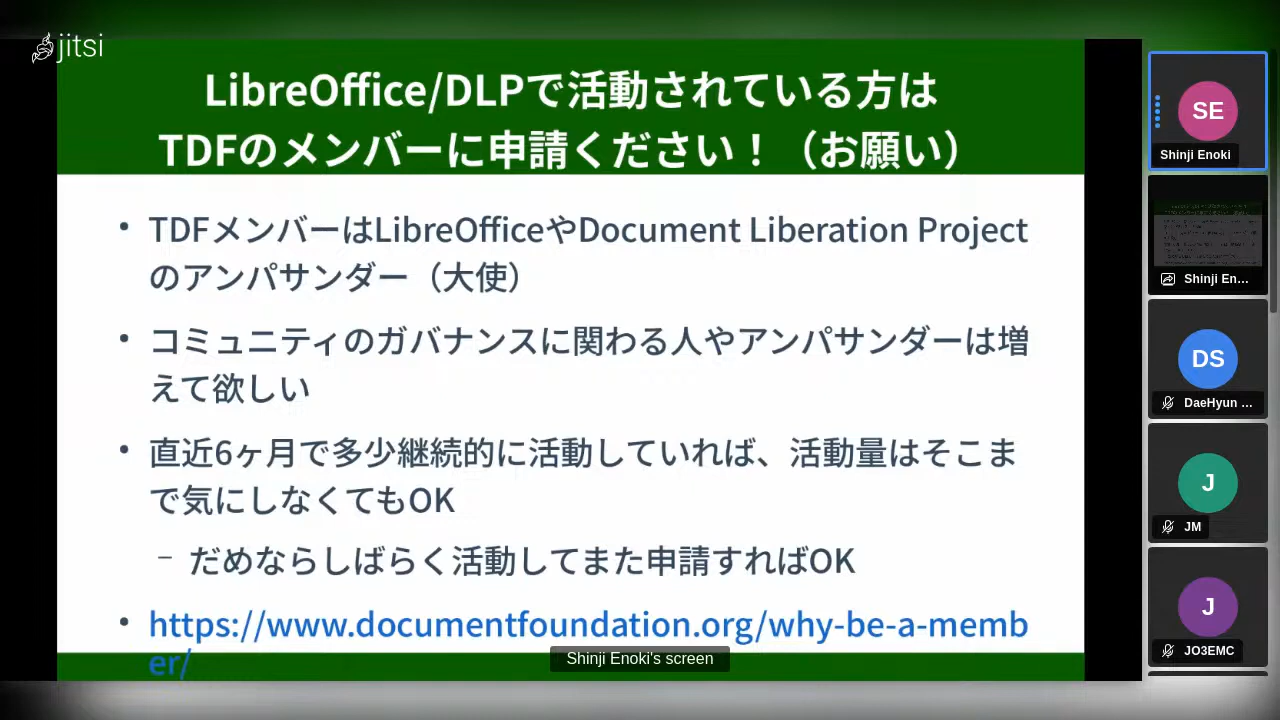 jitsi
LibreOffice/DLPで活動されている方は
TDFのメンバーに申請ください！（お願い）
• TDFメンバーはLibreOfficeやDocument Liberation Project
のアンパサンダー（大使）
• コミュニティのガバナンスに関わる人やアンパサンダーは増
えて欲しい
• 直近6ヶ月で多少継続的に活動していれば、活動量はそこま
で気にしなくてもOK
– だめならしばらく活動してまた申請すればOK
• https://www.documentfoundation.org/why-be-a-memb
er/
Shinji Enoki's screen
SE
Shinji Enoki
Shinji En...
DS
DaeHyun ...
J
JM
J
JO3EMC